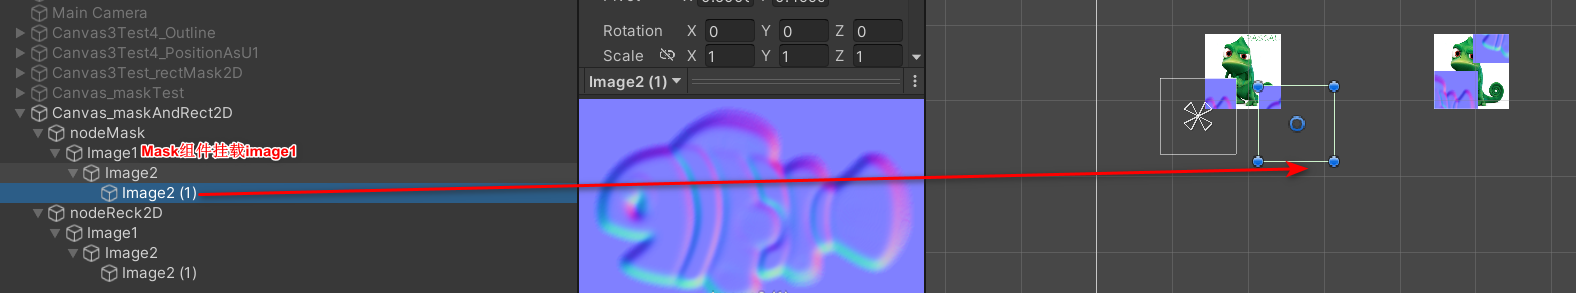 Main Camera
Canvas3Test4_Outline
Canvas3Test4_PositionAsU1
Canvas3Test_rectMask2D
Canvas_maskTest
Canvas_maskAndRect2D
nodeMask
Image1 Mask组件挂载image1
Image2
Image2 (1)
nodeReck2D
Image1
Image2
Image2 (1)
Rotation X 0 Y 0 Z 0
Scale X 1 Y 1 Z 1
Image2 (1)